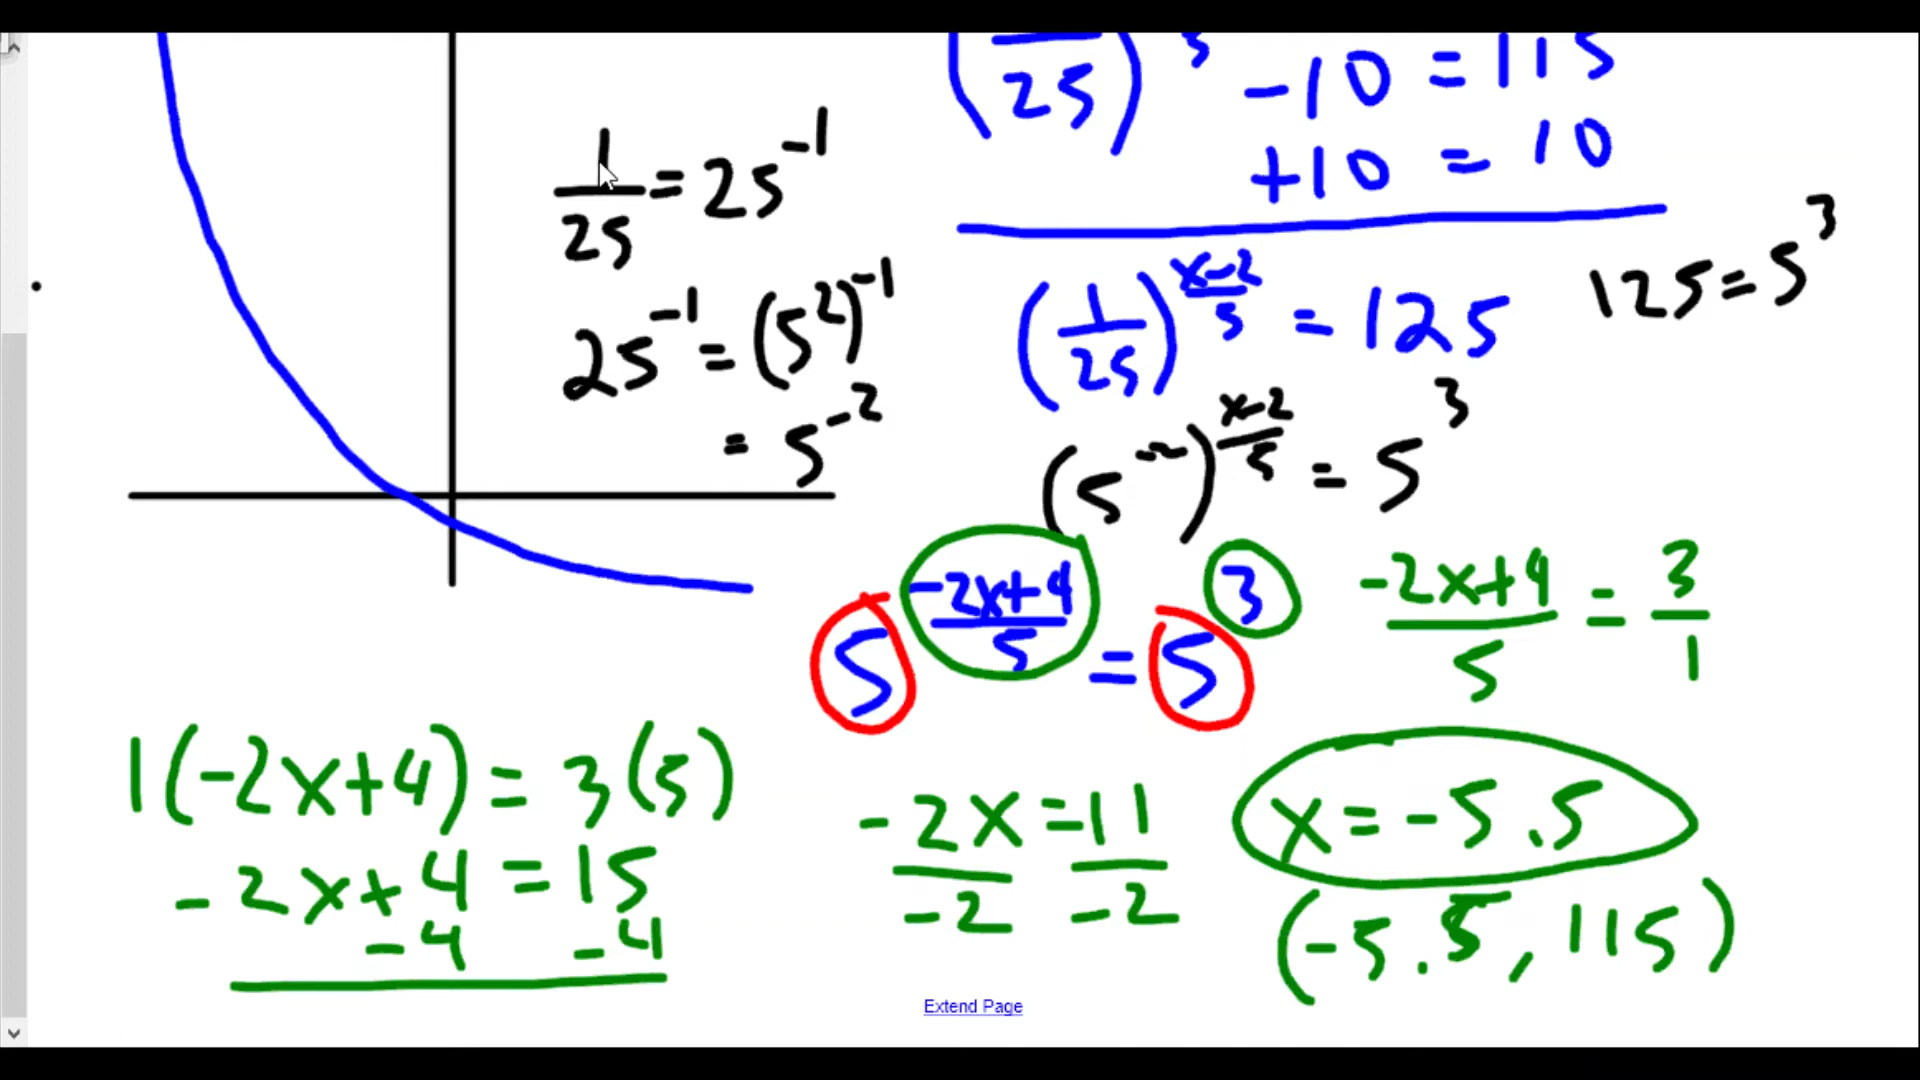 (—/25)^3 -10 = 115
+10 = 10
1/25 = 25^-1
25^-1 = (5^2)^-1
= 5^-2
(1/25)^((x-2)/5) = 125
125 = 5^3
(5^-2)^((x-2)/5) = 5^3
5^((-2x+4)/5) = 5^3
(-2x+4)/5 = 3/1
1(-2x+4) = 3(5)
-2x+4 = 15
-4 -4
-2x = 11
-2 -2
x = -5.5
(-5.5, 115)
Extend Page